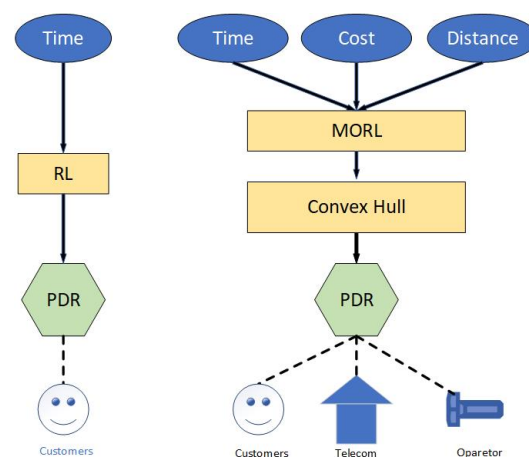 Time
Time
Cost
Distance
RL
MORL
Convex Hull
PDR
PDR
Customers
Customers
Telecom
Oparetor